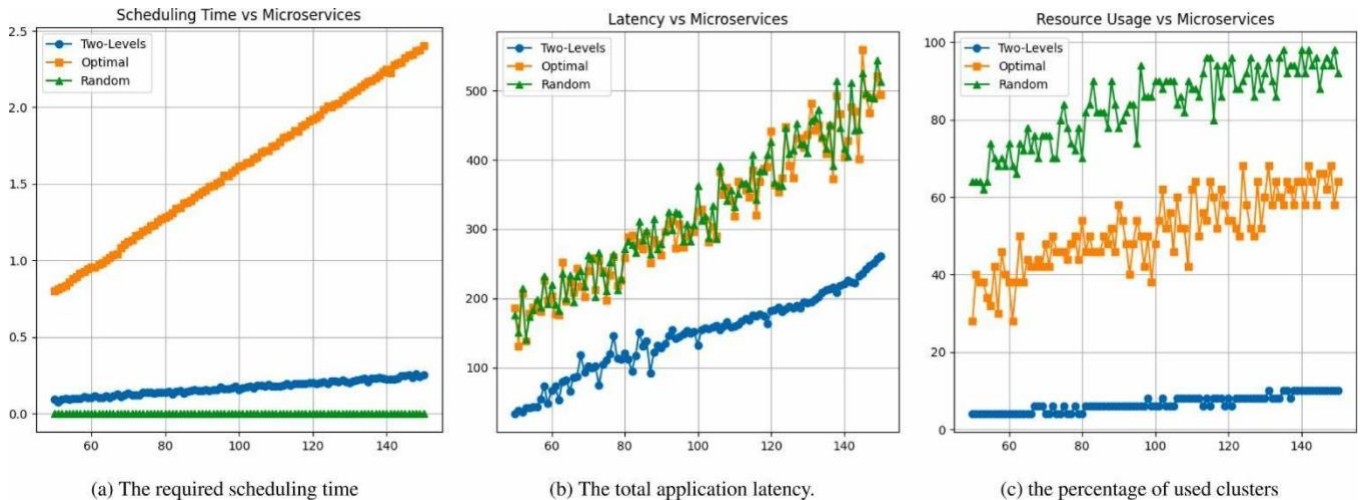 Scheduling Time vs Microservices
2.5
2.0
1.5
1.0
0.5
0.0
Two-Levels
Optimal
Random
60 80 100 120 140
(a) The required scheduling time
Latency vs Microservices
500
400
300
200
100
Two-Levels
Optimal
Random
60 80 100 120 140
(b) The total application latency.
Resource Usage vs Microservices
100
80
60
40
20
0
Two-Levels
Optimal
Random
60 80 100 120 140
(c) the percentage of used clusters